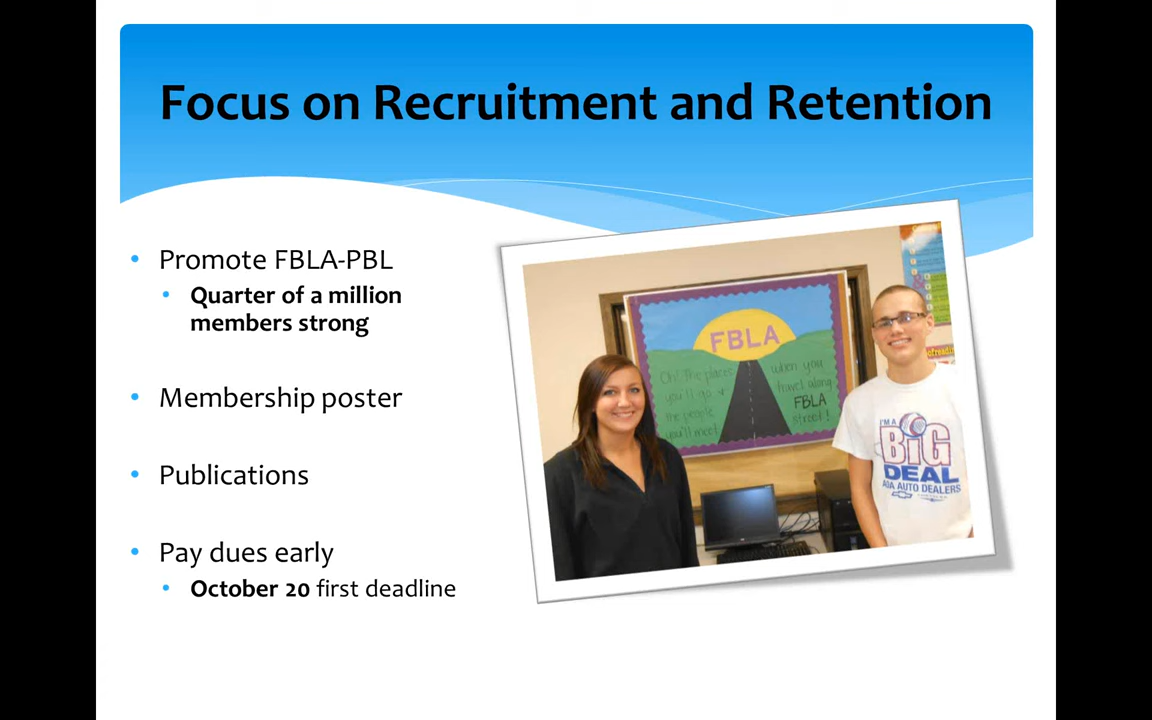 Focus on Recruitment and Retention
Promote FBLA-PBL
Quarter of a million
members strong
Membership poster
Publications
Pay dues early
October 20 first deadline
FBLA
Oh! The places
you'll go &
the people
you'll meet
when you
travel along
FBLA
street!
I'M A
BIG
DEAL
AUTO DEALERS